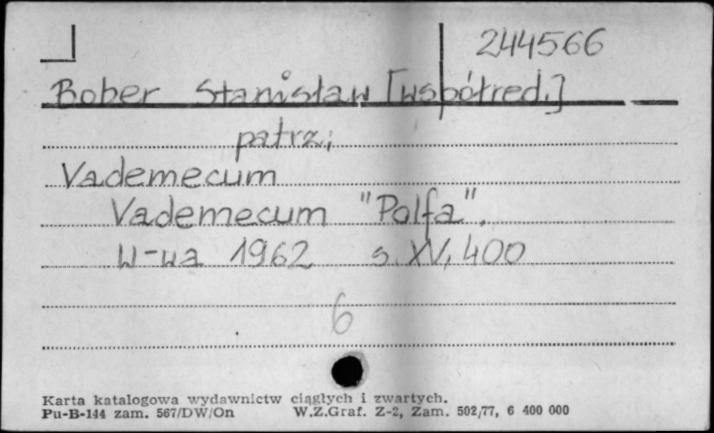 244566
Bober Stanisław [współred.]
patrz:
Vademecum
Vademecum "Polfa".
W-wa 1962 s. XV, 400
6
Karta katalogowa wydawnictw ciągłych i zwartych.
Pu-B-144 zam. 567/DW/On W.Z.Graf. Z-2, Zam. 502/77, 6 400 000